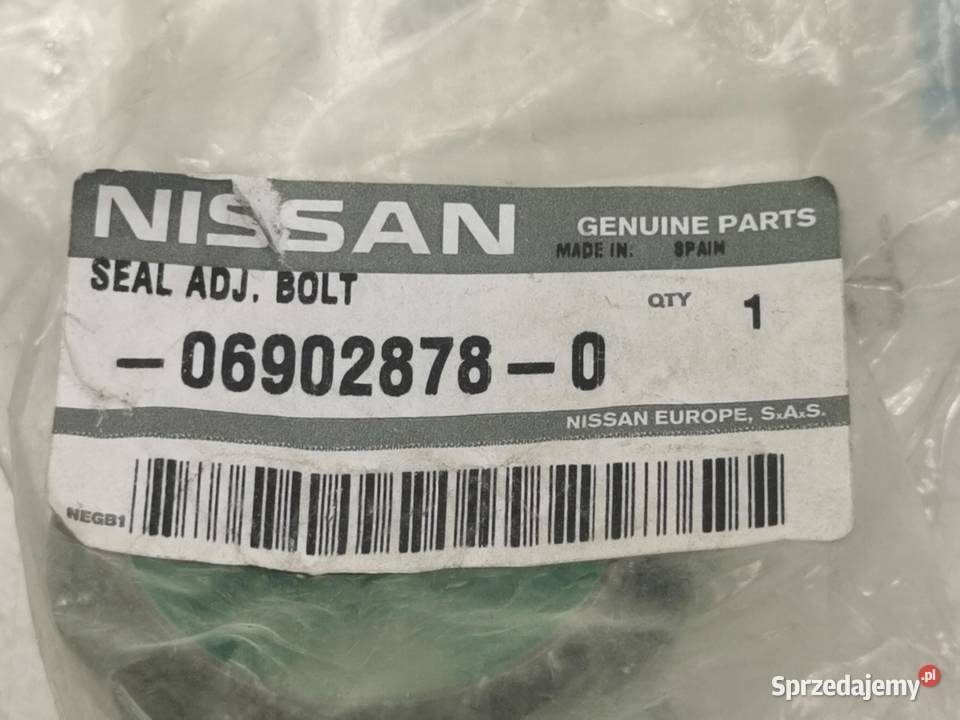 NISSAN
GENUINE PARTS
MADE IN: SPAIN
SEAL ADJ. BOLT
QTY 1
-06902878-0
NISSAN EUROPE, S.A.S.
NEGB1
Sprzedajemy.pl